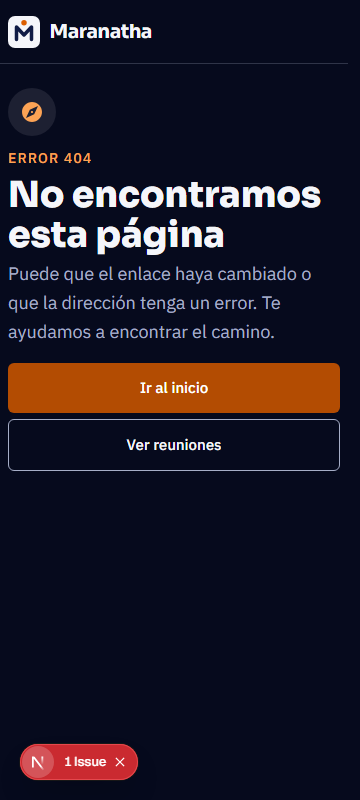 Maranatha
ERROR 404
No encontramos
esta página
Puede que el enlace haya cambiado o
que la dirección tenga un error. Te
ayudamos a encontrar el camino.
Ir al inicio
Ver reuniones
1 Issue